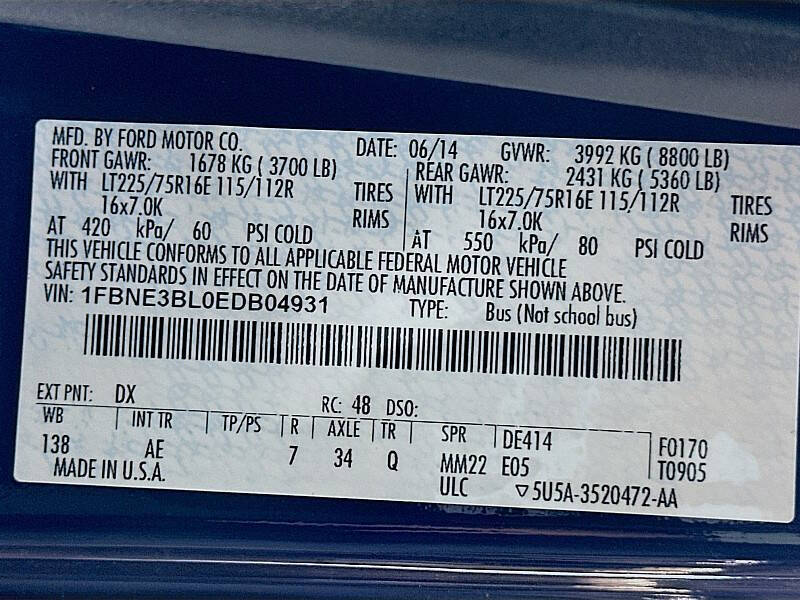 MFD. BY FORD MOTOR CO. DATE: 06/14 GVWR: 3992 KG ( 8800 LB)
FRONT GAWR: 1678 KG ( 3700 LB) REAR GAWR: 2431 KG ( 5360 LB)
WITH LT225/75R16E 115/112R TIRES WITH LT225/75R16E 115/112R TIRES
16x7.0K RIMS 16x7.0K RIMS
AT 420 kPa/ 60 PSI COLD AT 550 kPa/ 80 PSI COLD
THIS VEHICLE CONFORMS TO ALL APPLICABLE FEDERAL MOTOR VEHICLE
SAFETY STANDARDS IN EFFECT ON THE DATE OF MANUFACTURE SHOWN ABOVE.
VIN: 1FBNE3BL0EDB04931 TYPE: Bus (Not school bus)
EXT PNT: DX RC: 48 DSO:
WB INT TR TP/PS R AXLE TR SPR DE414 F0170
138 AE 7 34 Q MM22 E05 T0905
MADE IN U.S.A. ULC ▽5U5A-3520472-AA